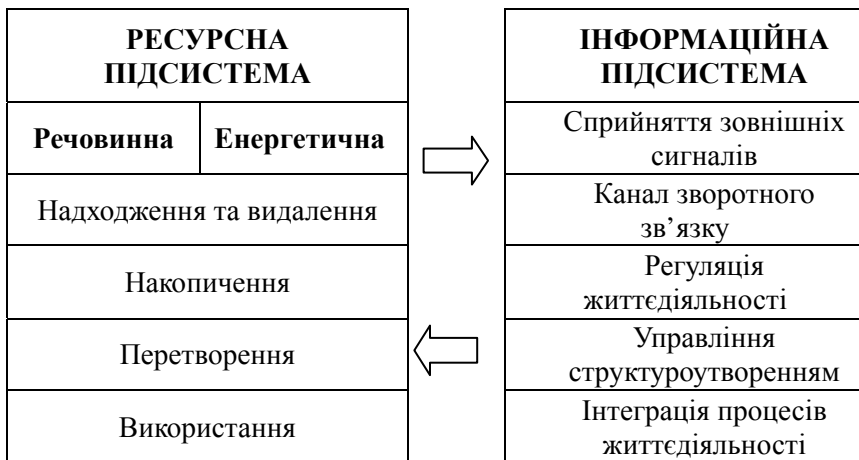 РЕСУРСНА
ПІДСИСТЕМА
Речовинна
Енергетична
Надходження та видалення
Накопичення
Перетворення
Використання
ІНФОРМАЦІЙНА
ПІДСИСТЕМА
Сприйняття зовнішніх
сигналів
Канал зворотного
зв’язку
Регуляція
життєдіяльності
Управління
структуроутворенням
Інтеграція процесів
життєдіяльності